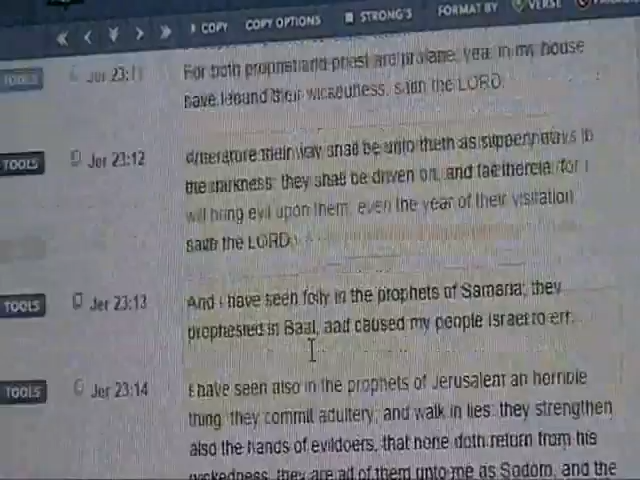 COPY COPY OPTIONS STRONG'S FORMAT BY VERSE
TOOLS Jer 23:11 For both prophet and priest are profane; yea, in my house
have I found their wickedness, saith the LORD.
TOOLS Jer 23:12 Wherefore their way shall be unto them as slippery ways in
the darkness: they shall be driven on, and fall therein: for I
will bring evil upon them, even the year of their visitation
saith the LORD.
TOOLS Jer 23:13 And I have seen folly in the prophets of Samaria; they
prophesied in Baal, and caused my people Israel to err.
TOOLS Jer 23:14 I have seen also in the prophets of Jerusalem an horrible
thing: they commit adultery, and walk in lies: they strengthen
also the hands of evildoers, that none doth return from his
wickedness: they are all of them unto me as Sodom, and the